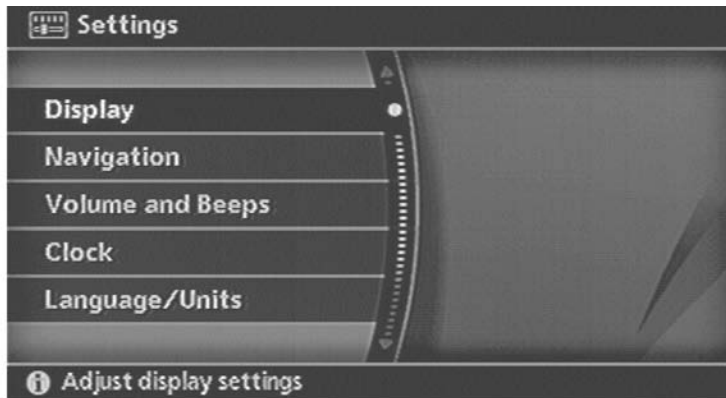 Settings
Display
Navigation
Volume and Beeps
Clock
Language/Units
Adjust display settings